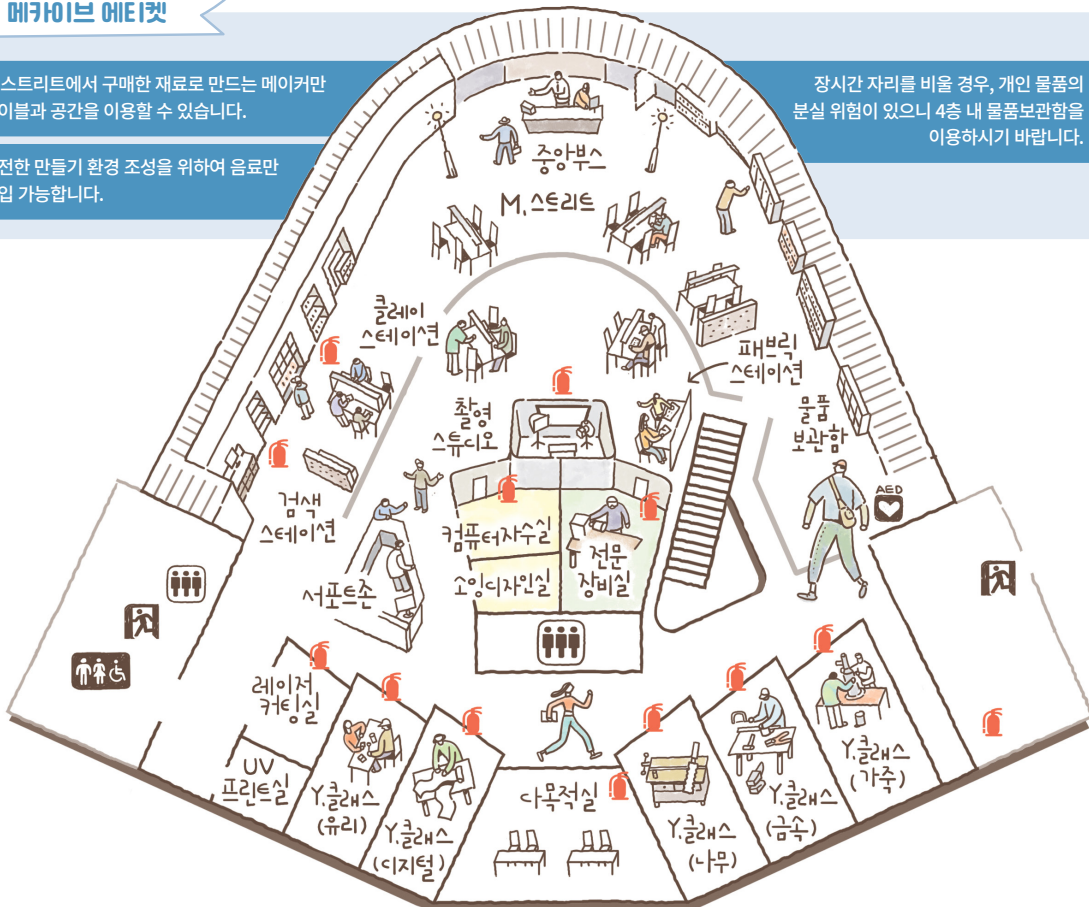 메카이브 에티켓
스트리트에서 구매한 재료로 만드는 메이커만
이블과 공간을 이용할 수 있습니다.
전한 만들기 환경 조성을 위하여 음료만
입 가능합니다.
장시간 자리를 비울 경우, 개인 물품의
분실 위험이 있으니 4층 내 물품보관함을
이용하시기 바랍니다.
중앙부스
M.스트리트
클레이
스테이션
패브릭
스테이션
촬영
스튜디오
물품
보관함
AED
검색
스테이션
컴퓨터자수실
전문
장비실
소잉디자인실
서포트존
레이저
커팅실
UV
프린트실
Y.클래스
(유리)
Y.클래스
(디지털)
다목적실
Y.클래스
(나무)
Y.클래스
(금속)
Y.클래스
(가죽)